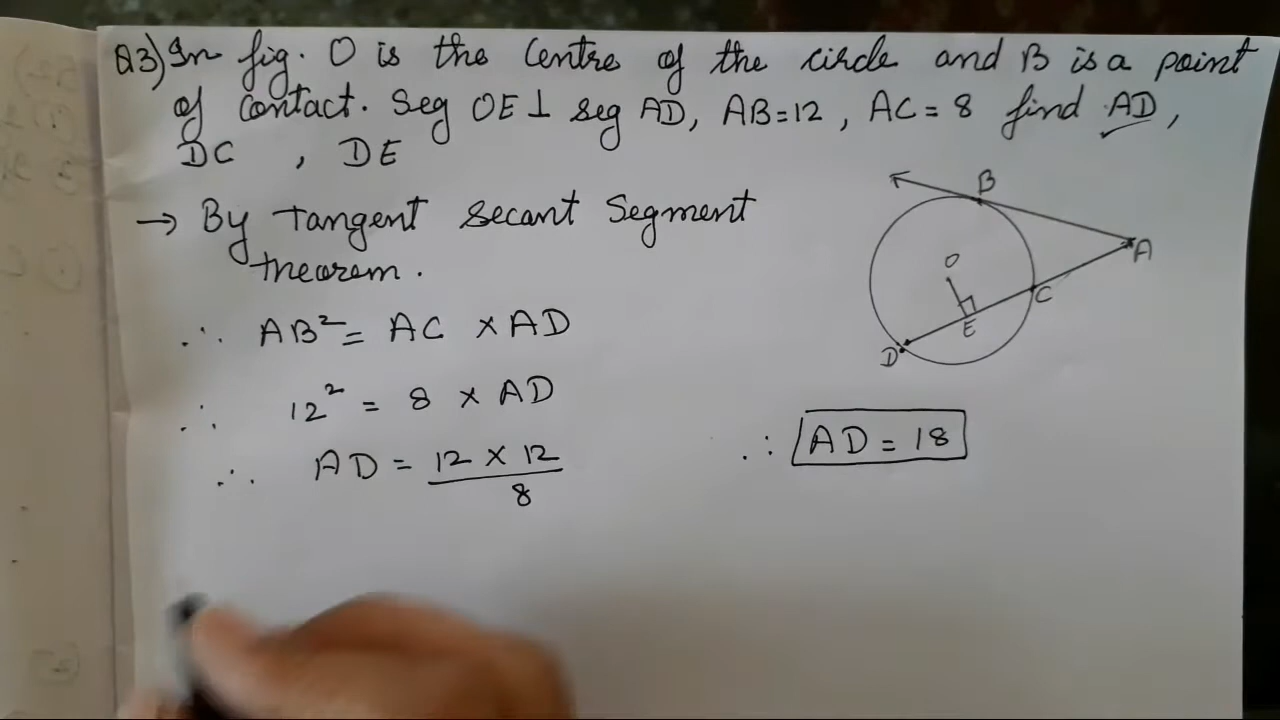 Q3) In fig. O is the Centre of the circle and B is a point
of contact. Seg OE ⊥ seg AD, AB=12, AC=8 find AD,
DC , DE
→ By Tangent secant Segment
theorem.
∴ AB² = AC × AD
∴ 12² = 8 × AD
∴ AD = 12 × 12
8
∴ AD = 18
B
A
O
C
E
D